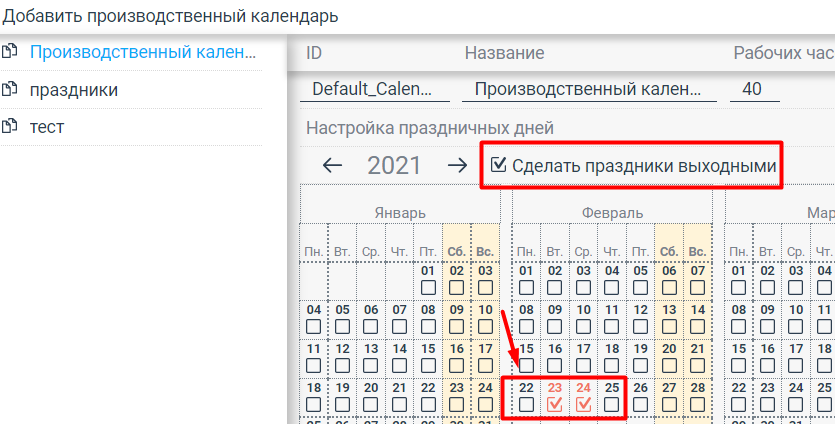 Добавить производственный календарь
Производственный кален...
праздники
тест
ID Название Рабочих час
Default_Calen... Производственный кален... 40
Настройка праздничных дней
← 2021 → Сделать праздники выходными
Январь Февраль Мар
Пн. Вт. Ср. Чт. Пт. Сб. Вс. Пн. Вт. Ср. Чт. Пт. Сб. Вс. Пн. Вт. Ср. Чт.
01 02 03 01 02 03 04 05 06 07 01 02 03 04
04 05 06 07 08 09 10 08 09 10 11 12 13 14 08 09 10 11
11 12 13 14 15 16 17 15 16 17 18 19 20 21 15 16 17 18
18 19 20 21 22 23 24 22 23 24 25 26 27 28 22 23 24 25